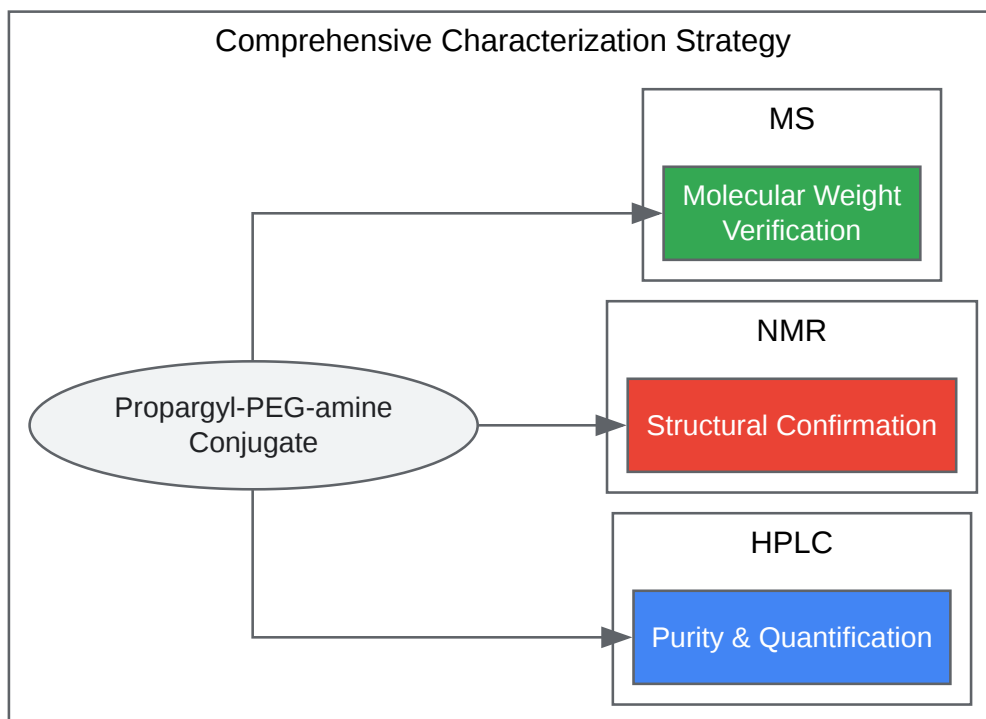 Comprehensive Characterization Strategy
MS
Molecular Weight
Verification
NMR
Propargyl-PEG-amine
Conjugate
Structural Confirmation
HPLC
Purity & Quantification